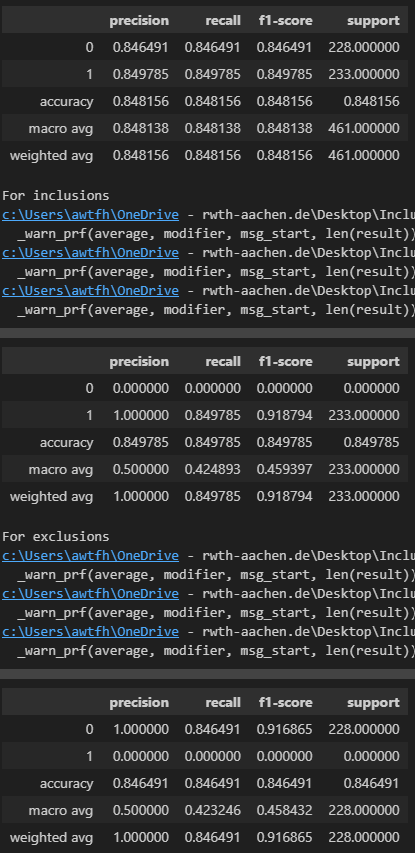 precision recall f1-score support
0 0.846491 0.846491 0.846491 228.000000
1 0.849785 0.849785 0.849785 233.000000
accuracy 0.848156 0.848156 0.848156 0.848156
macro avg 0.848138 0.848138 0.848138 461.000000
weighted avg 0.848156 0.848156 0.848156 461.000000
For inclusions
c:\Users\awtfh\OneDrive - rwth-aachen.de\Desktop\Inclu
_warn_prf(average, modifier, msg_start, len(result))
c:\Users\awtfh\OneDrive - rwth-aachen.de\Desktop\Inclu
_warn_prf(average, modifier, msg_start, len(result))
c:\Users\awtfh\OneDrive - rwth-aachen.de\Desktop\Inclu
_warn_prf(average, modifier, msg_start, len(result))
precision recall f1-score support
0 0.000000 0.000000 0.000000 0.000000
1 1.000000 0.849785 0.918794 233.000000
accuracy 0.849785 0.849785 0.849785 0.849785
macro avg 0.500000 0.424893 0.459397 233.000000
weighted avg 1.000000 0.849785 0.918794 233.000000
For exclusions
c:\Users\awtfh\OneDrive - rwth-aachen.de\Desktop\Inclu
_warn_prf(average, modifier, msg_start, len(result))
c:\Users\awtfh\OneDrive - rwth-aachen.de\Desktop\Inclu
_warn_prf(average, modifier, msg_start, len(result))
c:\Users\awtfh\OneDrive - rwth-aachen.de\Desktop\Inclu
_warn_prf(average, modifier, msg_start, len(result))
precision recall f1-score support
0 1.000000 0.846491 0.916865 228.000000
1 0.000000 0.000000 0.000000 0.000000
accuracy 0.846491 0.846491 0.846491 0.846491
macro avg 0.500000 0.423246 0.458432 228.000000
weighted avg 1.000000 0.846491 0.916865 228.000000